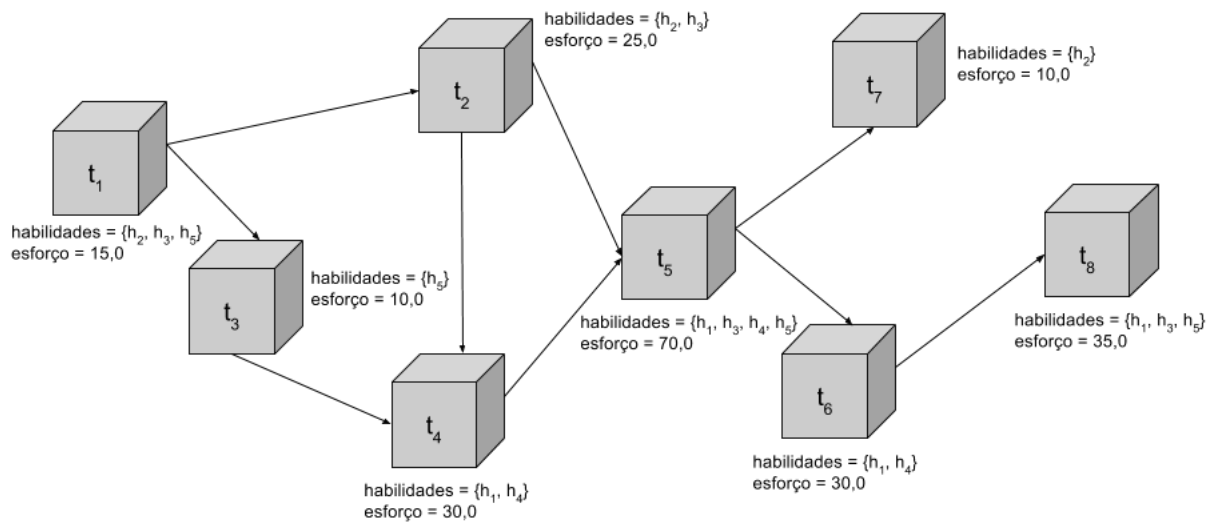 habilidades = {h₂, h₃}
esforço = 25,0
t₂
habilidades = {h₂}
esforço = 10,0
t₇
t₁
habilidades = {h₂, h₃, h₅}
esforço = 15,0
habilidades = {h₅}
esforço = 10,0
t₃
t₅
habilidades = {h₁, h₃, h₄, h₅}
esforço = 70,0
t₈
habilidades = {h₁, h₃, h₅}
esforço = 35,0
t₄
habilidades = {h₁, h₄}
esforço = 30,0
t₆
habilidades = {h₁, h₄}
esforço = 30,0